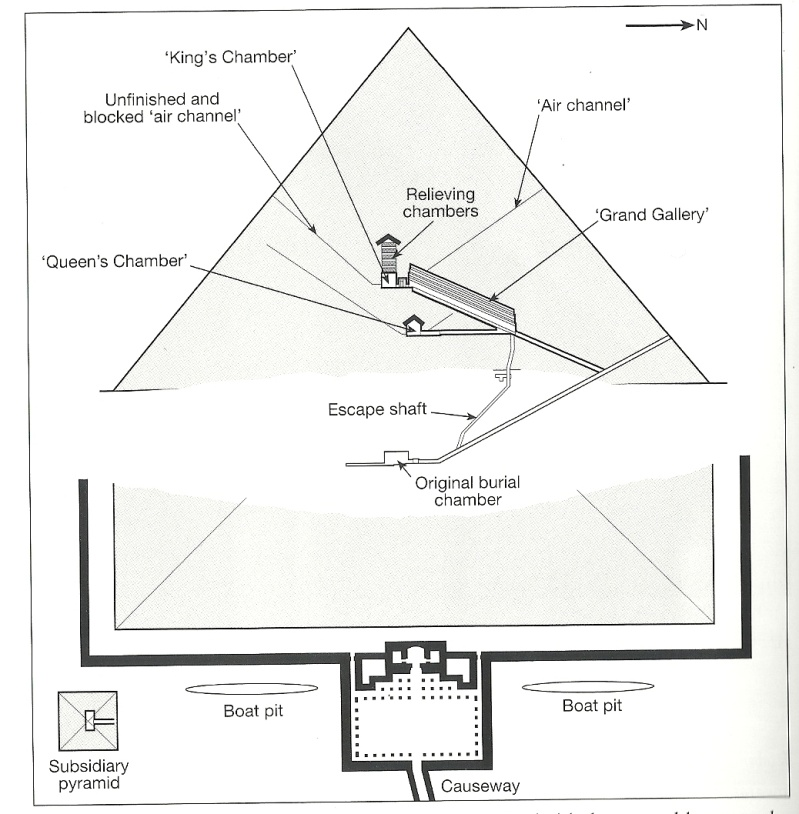 N
'King's Chamber'
Unfinished and
blocked 'air channel'
'Air channel'
Relieving
chambers
'Grand Gallery'
'Queen's Chamber'
Escape shaft
Original burial
chamber
Boat pit
Boat pit
Subsidiary
pyramid
Causeway